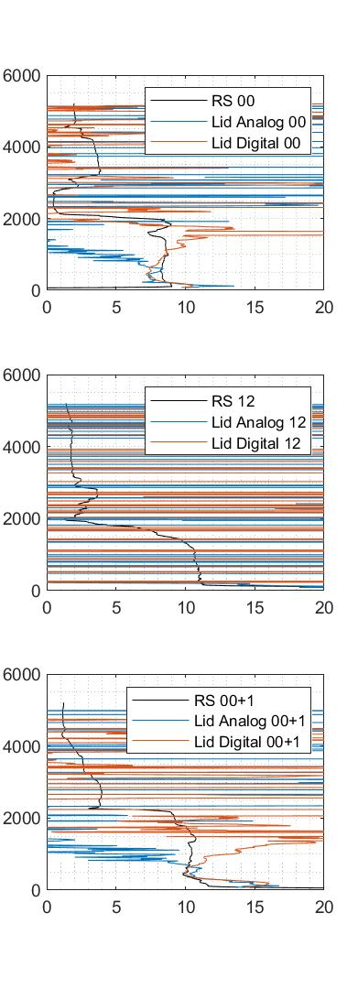 6000
RS 00
Lid Analog 00
Lid Digital 00
4000
2000
0
0 5 10 15 20
6000
RS 12
Lid Analog 12
Lid Digital 12
4000
2000
0
0 5 10 15 20
6000
RS 00+1
Lid Analog 00+1
Lid Digital 00+1
4000
2000
0
0 5 10 15 20